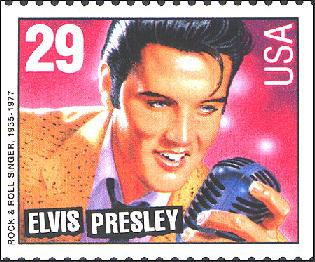 29
USA
ROCK & ROLL SINGER, 1935-1977
ELVIS PRESLEY